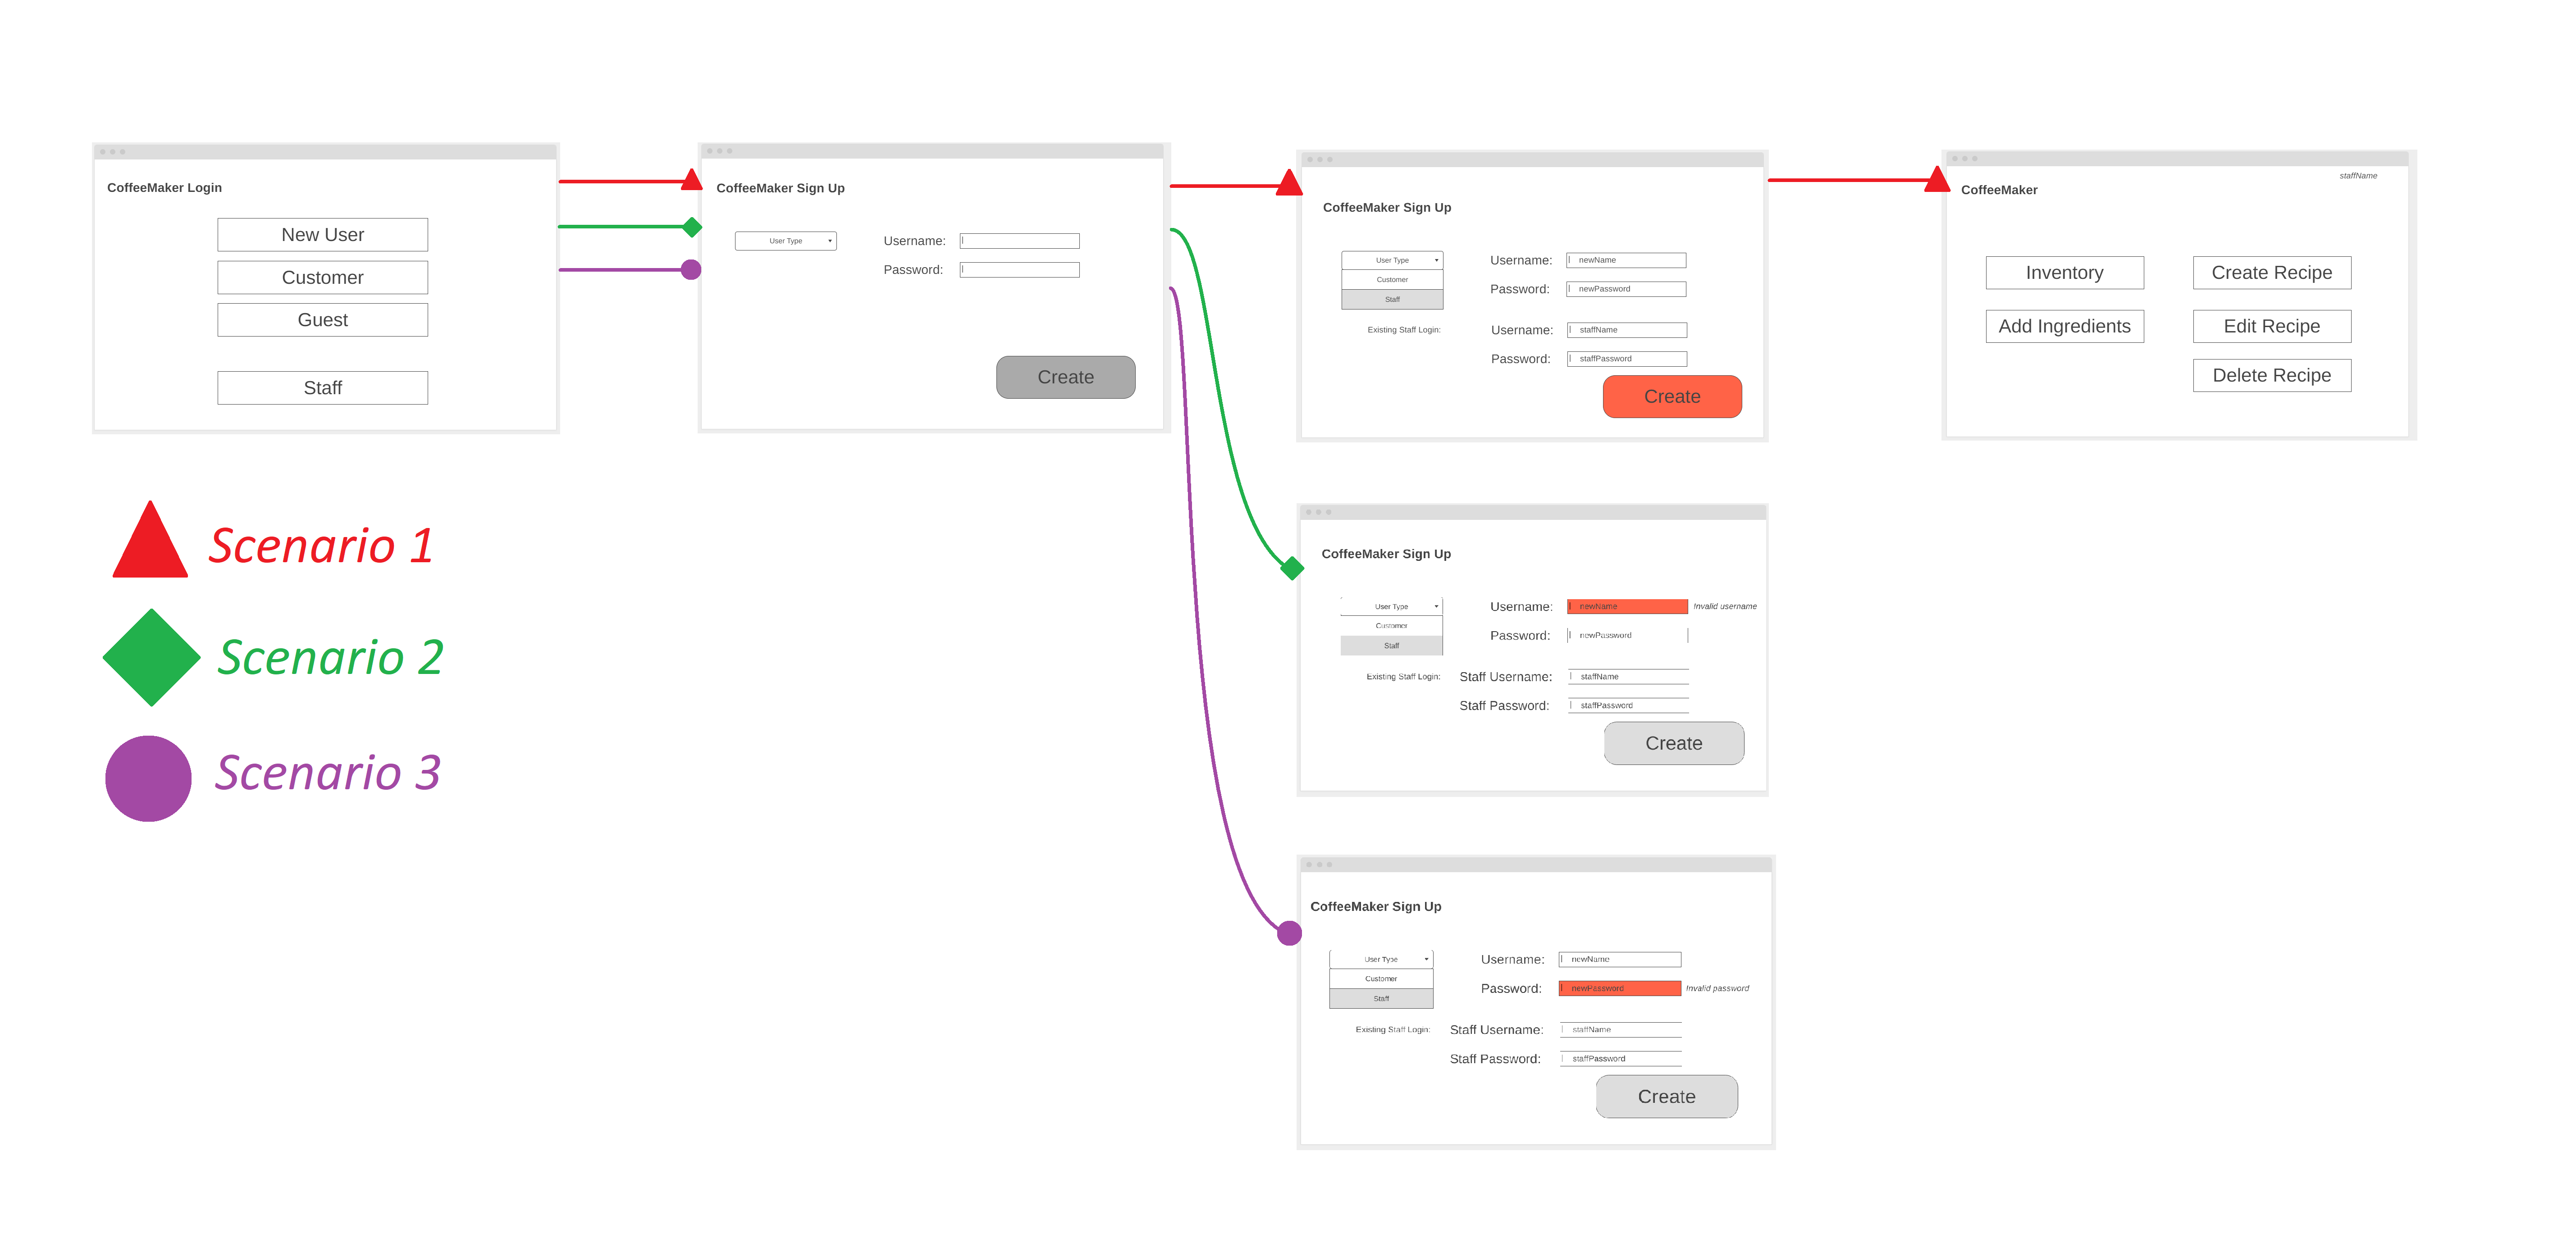 CoffeeMaker Login
New User
Customer
Guest
Staff
CoffeeMaker Sign Up
User Type
Username:
Password:
Create
CoffeeMaker Sign Up
User Type
Customer
Staff
Username: newName
Password: newPassword
Existing Staff Login:
Username: staffName
Password: staffPassword
Create
staffName
CoffeeMaker
Inventory
Create Recipe
Add Ingredients
Edit Recipe
Delete Recipe
Scenario 1
Scenario 2
Scenario 3
CoffeeMaker Sign Up
User Type
Customer
Staff
Username: newName Invalid username
Password: newPassword
Existing Staff Login:
Staff Username: staffName
Staff Password: staffPassword
Create
CoffeeMaker Sign Up
User Type
Customer
Staff
Username: newName
Password: newPassword Invalid password
Existing Staff Login:
Staff Username: staffName
Staff Password: staffPassword
Create